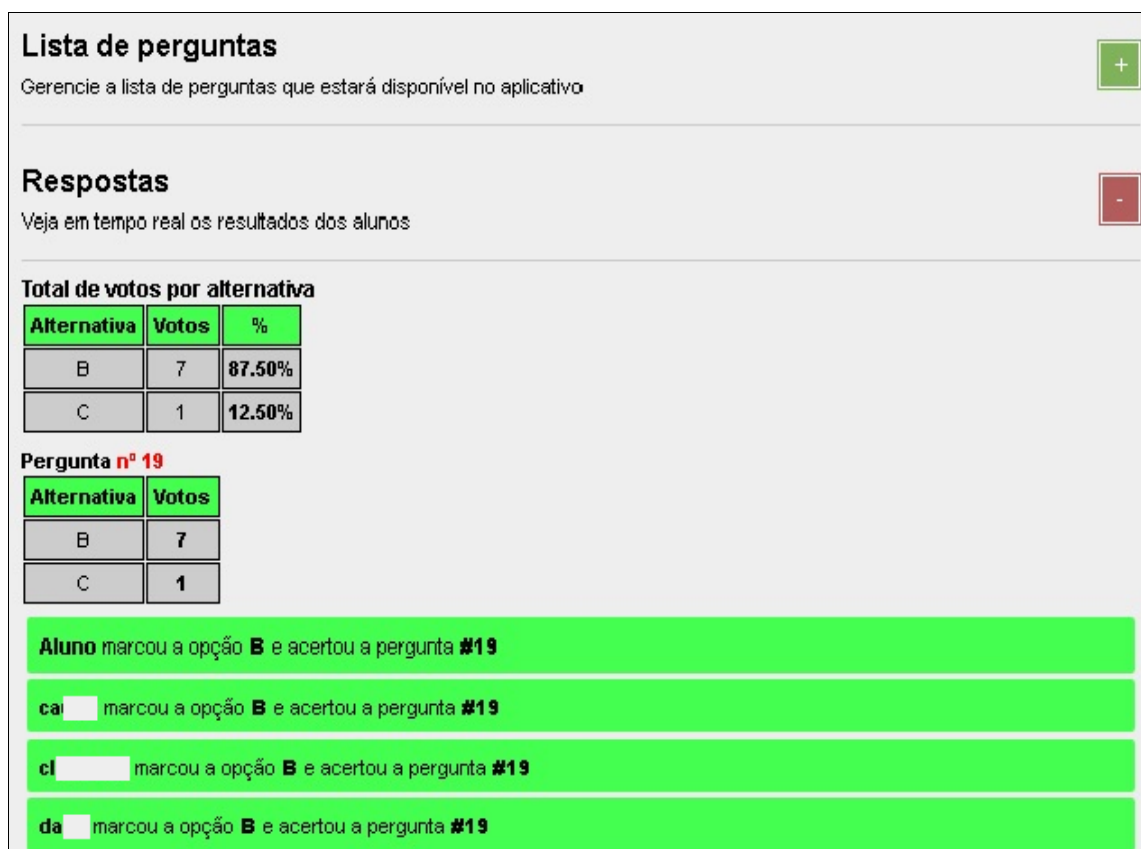 Lista de perguntas
+
Gerencie a lista de perguntas que estará disponível no aplicativo
Respostas
-
Veja em tempo real os resultados dos alunos
Total de votos por alternativa
Alternativa Votos %
B 7 87.50%
C 1 12.50%
Pergunta nº 19
Alternativa Votos
B 7
C 1
Aluno marcou a opção B e acertou a pergunta #19
ca marcou a opção B e acertou a pergunta #19
cl marcou a opção B e acertou a pergunta #19
da marcou a opção B e acertou a pergunta #19